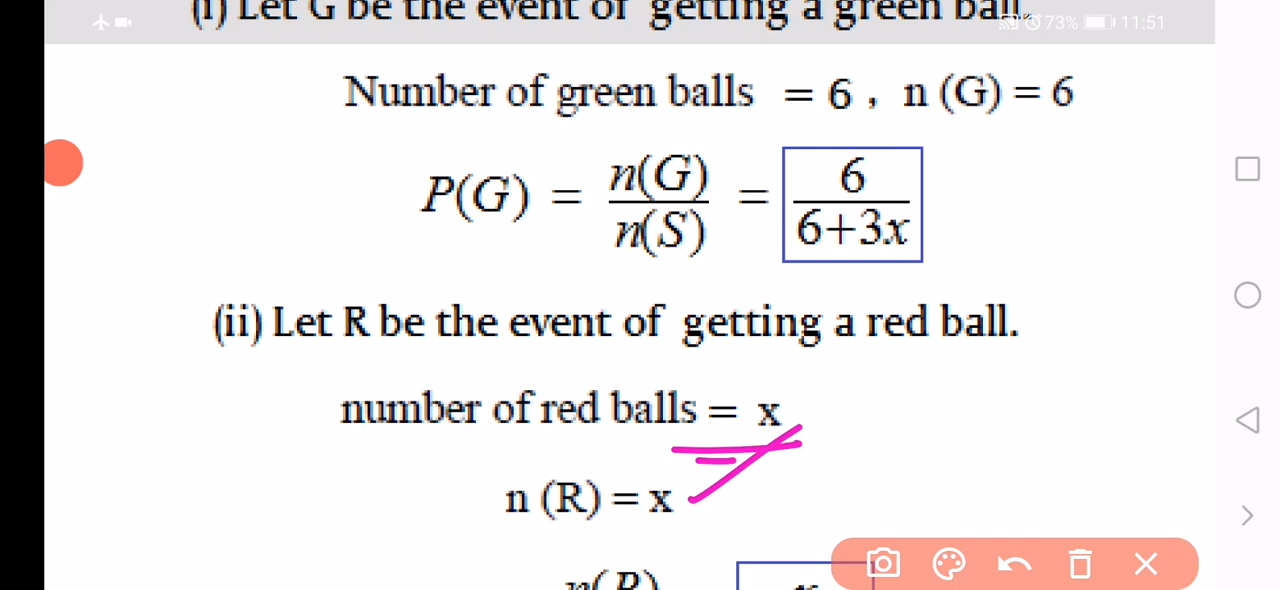 (i) Let G be the event of getting a green ball.
73% 11:51
Number of green balls = 6 , n (G) = 6
P(G) = n(G)/n(S) = 6/6+3x
(ii) Let R be the event of getting a red ball.
number of red balls = x
n (R) = x
n(R)